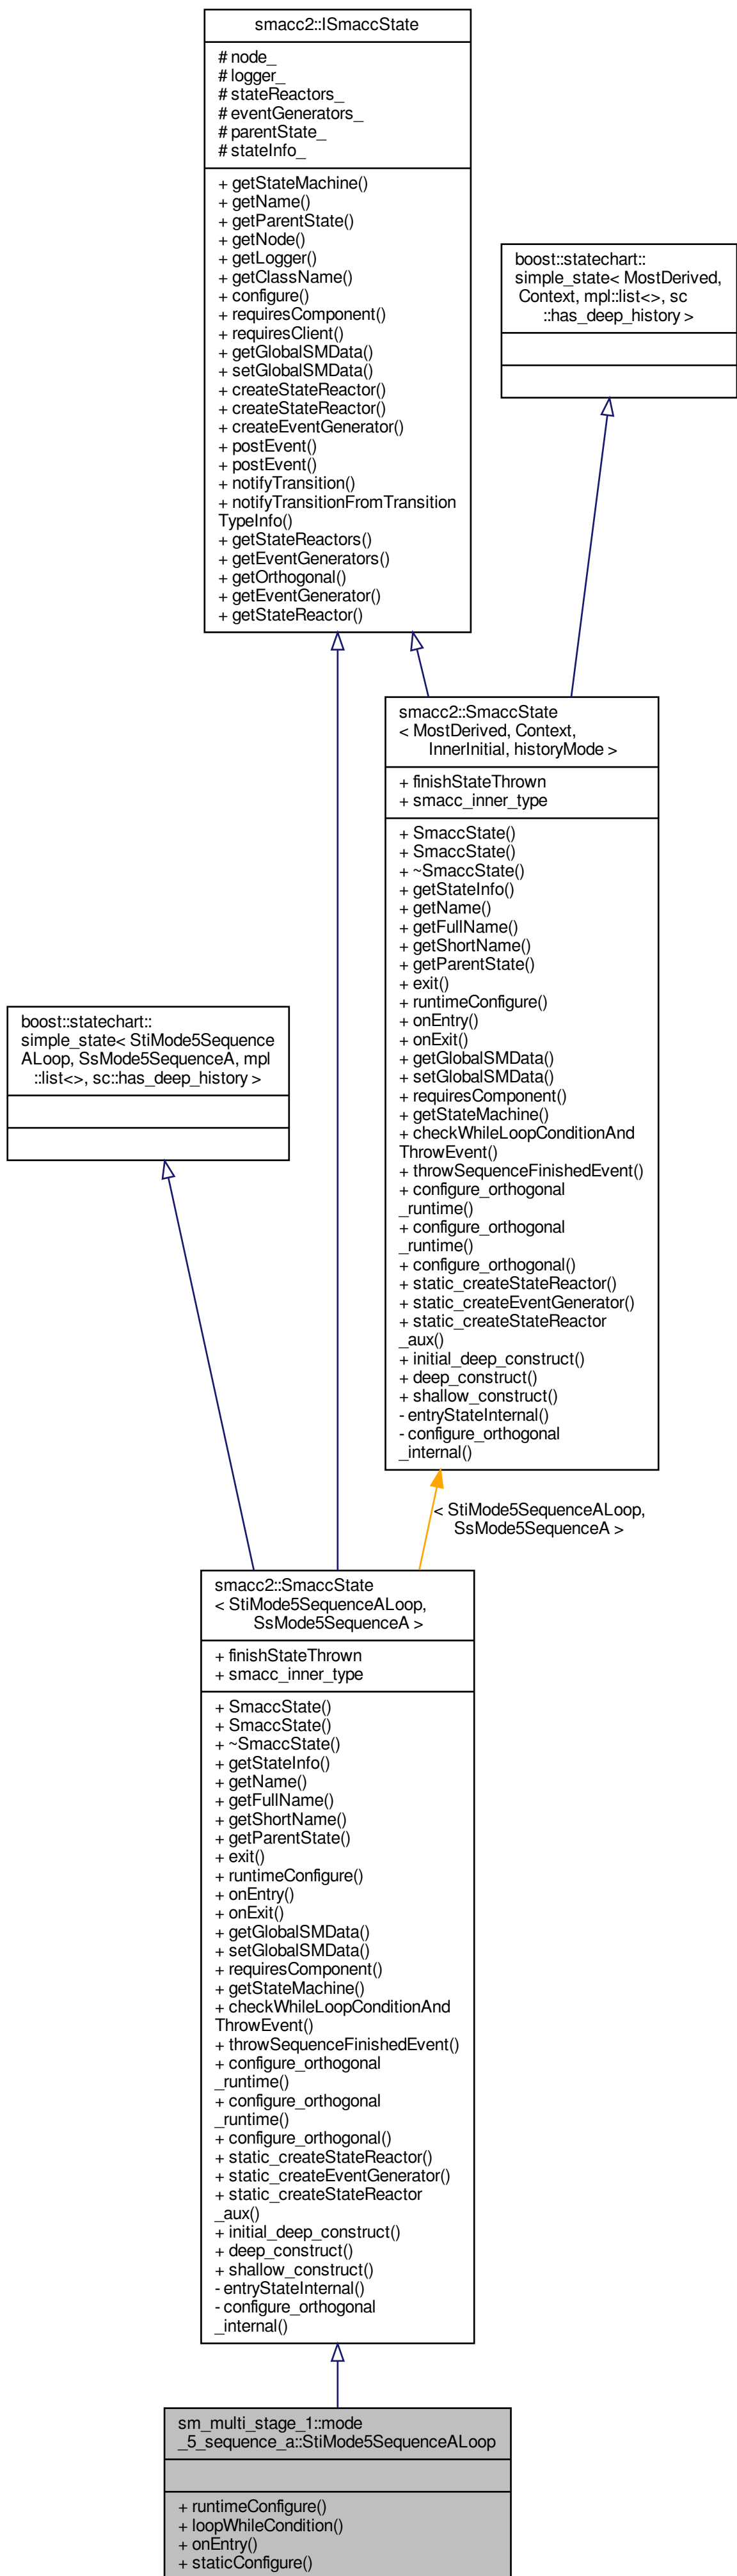 smacc2::ISmaccState
# node_
# logger_
# stateReactors_
# eventGenerators_
# parentState_
# stateInfo_
+ getStateMachine()
+ getName()
+ getParentState()
+ getNode()
+ getLogger()
+ getClassName()
+ configure()
+ requiresComponent()
+ requiresClient()
+ getGlobalSMData()
+ setGlobalSMData()
+ createStateReactor()
+ createStateReactor()
+ createEventGenerator()
+ postEvent()
+ postEvent()
+ notifyTransition()
+ notifyTransitionFromTransition
TypeInfo()
+ getStateReactors()
+ getEventGenerators()
+ getOrthogonal()
+ getEventGenerator()
+ getStateReactor()
boost::statechart::
simple_state< MostDerived,
Context, mpl::list<>, sc
::has_deep_history >
smacc2::SmaccState
< MostDerived, Context,
InnerInitial, historyMode >
+ finishStateThrown
+ smacc_inner_type
+ SmaccState()
+ SmaccState()
+ ~SmaccState()
+ getStateInfo()
+ getName()
+ getFullName()
+ getShortName()
+ getParentState()
+ exit()
+ runtimeConfigure()
+ onEntry()
+ onExit()
+ getGlobalSMData()
+ setGlobalSMData()
+ requiresComponent()
+ getStateMachine()
+ checkWhileLoopConditionAnd
ThrowEvent()
+ throwSequenceFinishedEvent()
+ configure_orthogonal
_runtime()
+ configure_orthogonal
_runtime()
+ configure_orthogonal()
+ static_createStateReactor()
+ static_createEventGenerator()
+ static_createStateReactor
_aux()
+ initial_deep_construct()
+ deep_construct()
+ shallow_construct()
- entryStateInternal()
- configure_orthogonal
_internal()
boost::statechart::
simple_state< StiMode5Sequence
ALoop, SsMode5SequenceA, mpl
::list<>, sc::has_deep_history >
< StiMode5SequenceALoop,
SsMode5SequenceA >
smacc2::SmaccState
< StiMode5SequenceALoop,
SsMode5SequenceA >
+ finishStateThrown
+ smacc_inner_type
+ SmaccState()
+ SmaccState()
+ ~SmaccState()
+ getStateInfo()
+ getName()
+ getFullName()
+ getShortName()
+ getParentState()
+ exit()
+ runtimeConfigure()
+ onEntry()
+ onExit()
+ getGlobalSMData()
+ setGlobalSMData()
+ requiresComponent()
+ getStateMachine()
+ checkWhileLoopConditionAnd
ThrowEvent()
+ throwSequenceFinishedEvent()
+ configure_orthogonal
_runtime()
+ configure_orthogonal
_runtime()
+ configure_orthogonal()
+ static_createStateReactor()
+ static_createEventGenerator()
+ static_createStateReactor
_aux()
+ initial_deep_construct()
+ deep_construct()
+ shallow_construct()
- entryStateInternal()
- configure_orthogonal
_internal()
sm_multi_stage_1::mode
_5_sequence_a::StiMode5SequenceALoop
+ runtimeConfigure()
+ loopWhileCondition()
+ onEntry()
+ staticConfigure()